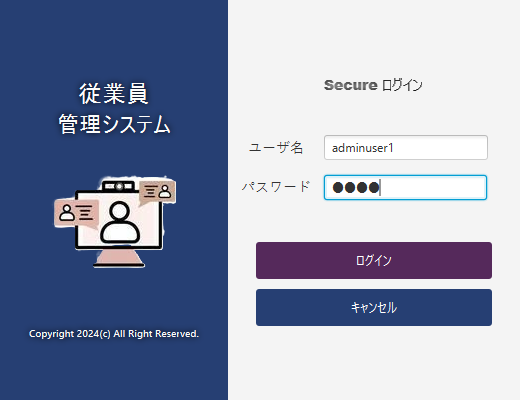 従業員
管理システム
Copyright 2024(c) All Right Reserved.
Secure ログイン
ユーザ名 adminuser1
パスワード ●●●●
ログイン
キャンセル